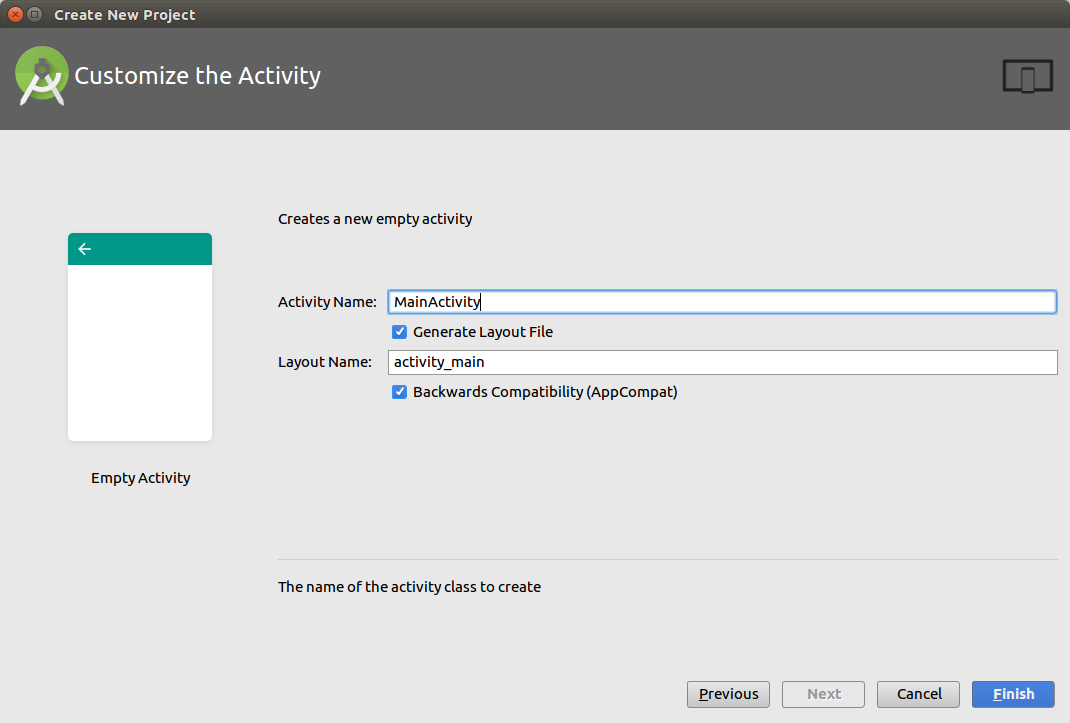 Create New Project
Customize the Activity
Creates a new empty activity
Activity Name: MainActivity
Generate Layout File
Layout Name: activity_main
Backwards Compatibility (AppCompat)
Empty Activity
The name of the activity class to create
Previous Next Cancel Finish